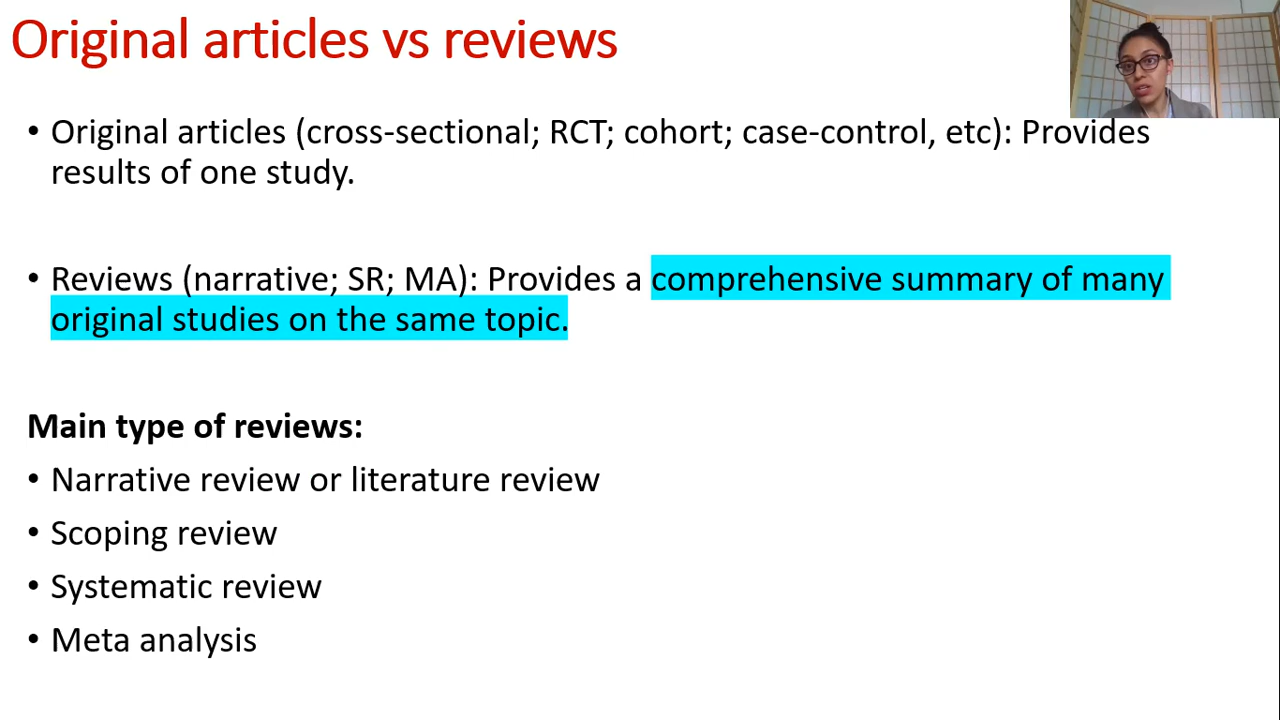 Original articles vs reviews
• Original articles (cross-sectional; RCT; cohort; case-control, etc): Provides
results of one study.
• Reviews (narrative; SR; MA): Provides a comprehensive summary of many
original studies on the same topic.
Main type of reviews:
• Narrative review or literature review
• Scoping review
• Systematic review
• Meta analysis